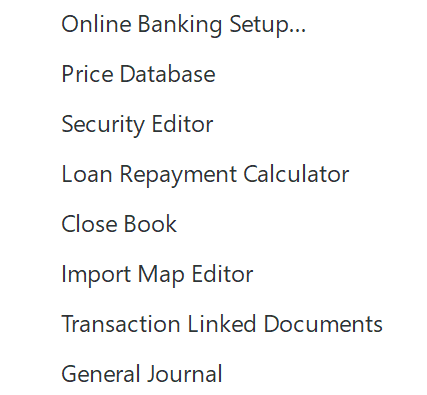 Online Banking Setup...
Price Database
Security Editor
Loan Repayment Calculator
Close Book
Import Map Editor
Transaction Linked Documents
General Journal